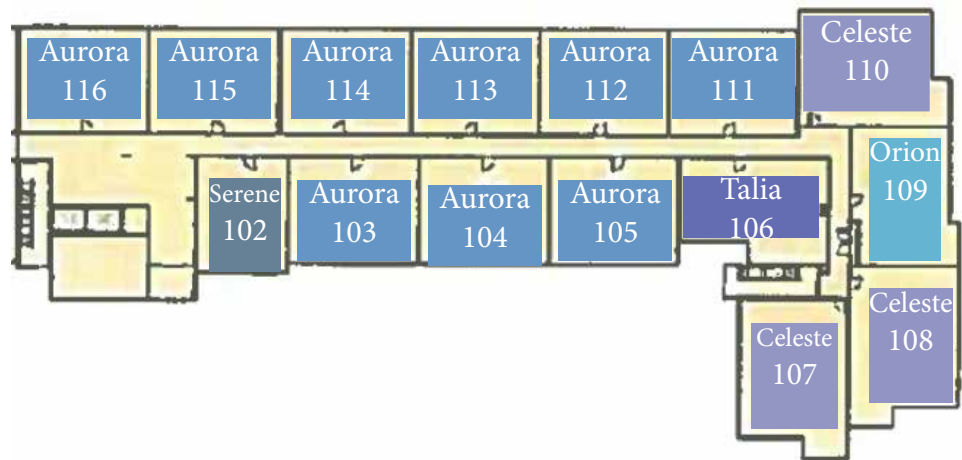 Aurora
116
Aurora
115
Aurora
114
Aurora
113
Aurora
112
Aurora
111
Celeste
110
Serene
102
Aurora
103
Aurora
104
Aurora
105
Talia
106
Orion
109
Celeste
107
Celeste
108